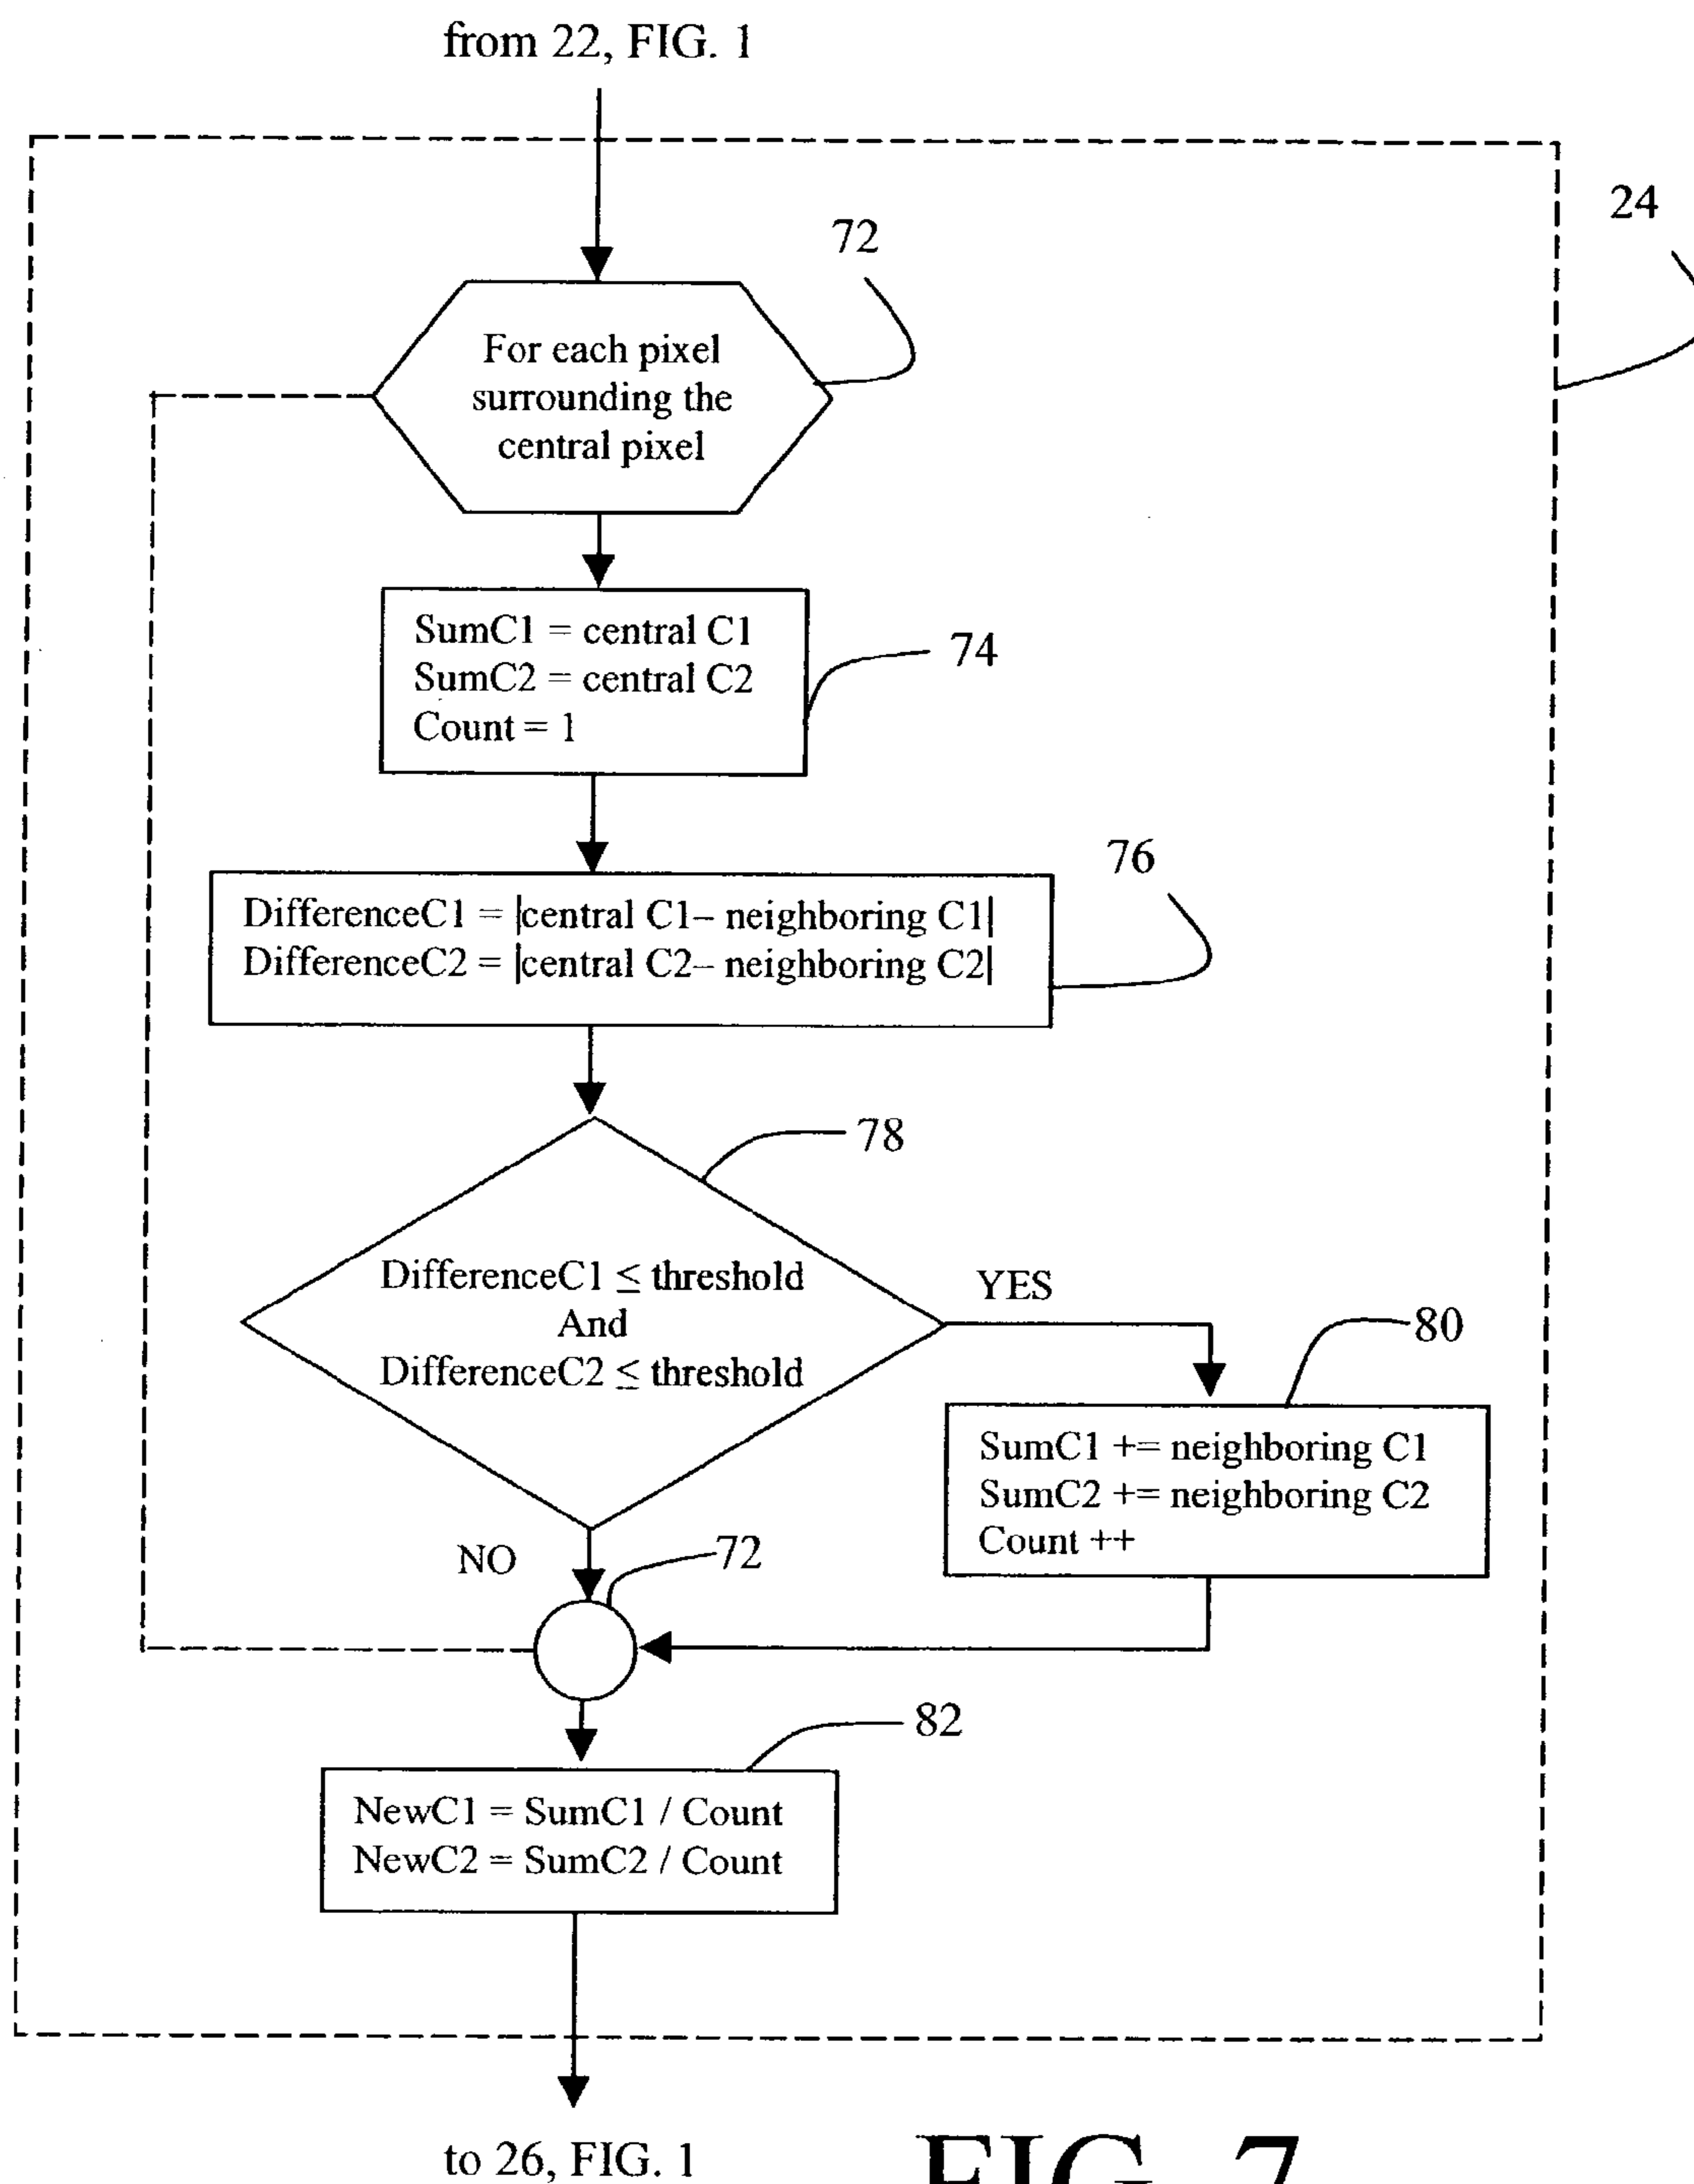 from 22, FIG. 1
24
72
For each pixel
surrounding the
central pixel
SumC1 = central C1
SumC2 = central C2
Count = 1
74
76
DifferenceC1 = |central C1– neighboring C1|
DifferenceC2 = |central C2– neighboring C2|
78
DifferenceC1 ≤ threshold
And
DifferenceC2 ≤ threshold
YES
80
SumC1 += neighboring C1
SumC2 += neighboring C2
Count ++
NO
72
82
NewC1 = SumC1 / Count
NewC2 = SumC2 / Count
to 26, FIG. 1
FIG. 7